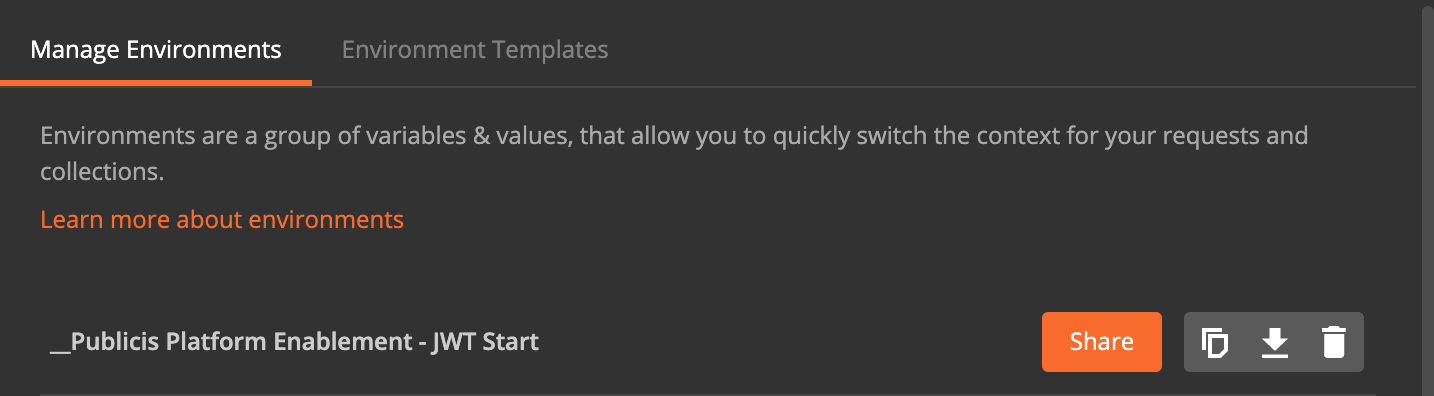 Manage Environments
Environment Templates
Environments are a group of variables & values, that allow you to quickly switch the context for your requests and
collections.
Learn more about environments
__Publicis Platform Enablement - JWT Start
Share